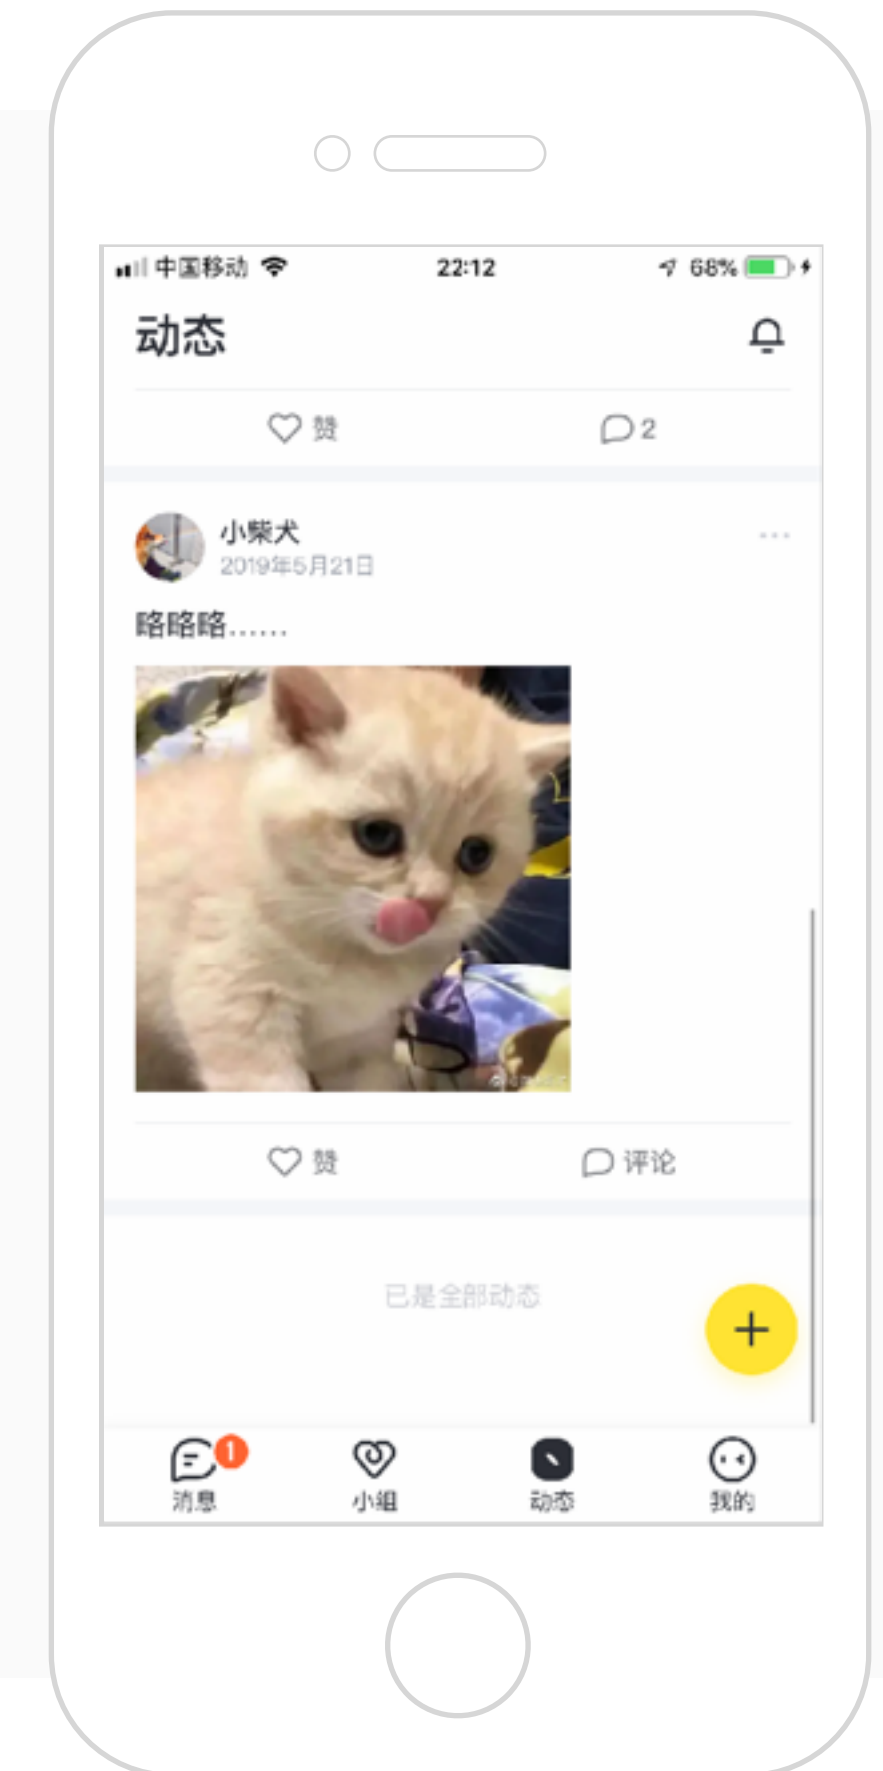 中国移动 22:12 68%
动态
赞 2
小柴犬
2019年5月21日
略略略……
赞 评论
已是全部动态
1
消息 小组 动态 我的